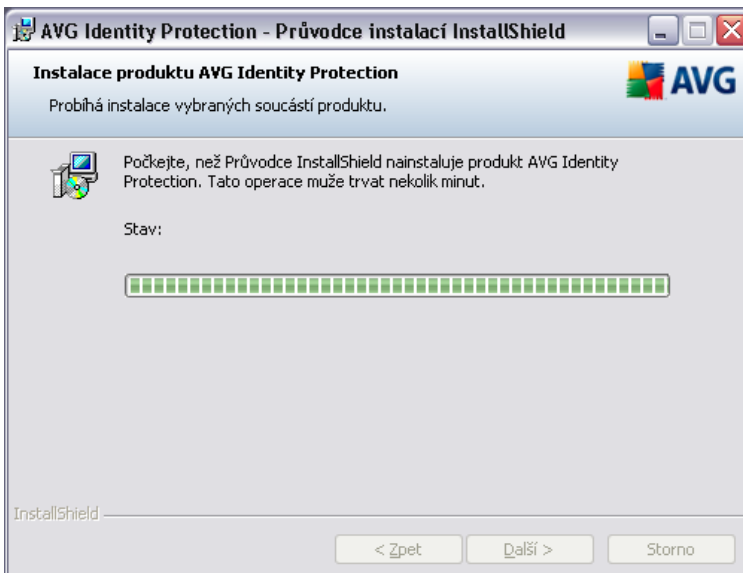 AVG Identity Protection - Průvodce instalací InstallShield
Instalace produktu AVG Identity Protection
AVG
Probíhá instalace vybraných soucástí produktu.
Počkejte, než Průvodce InstallShield nainstaluje produkt AVG Identity
Protection. Tato operace muže trvat nekolik minut.
Stav:
InstallShield
< Zpet Další > Storno